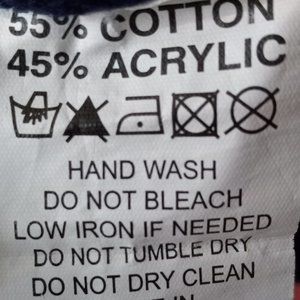 55% COTTON
45% ACRYLIC
HAND WASH
DO NOT BLEACH
LOW IRON IF NEEDED
DO NOT TUMBLE DRY
DO NOT DRY CLEAN
IN